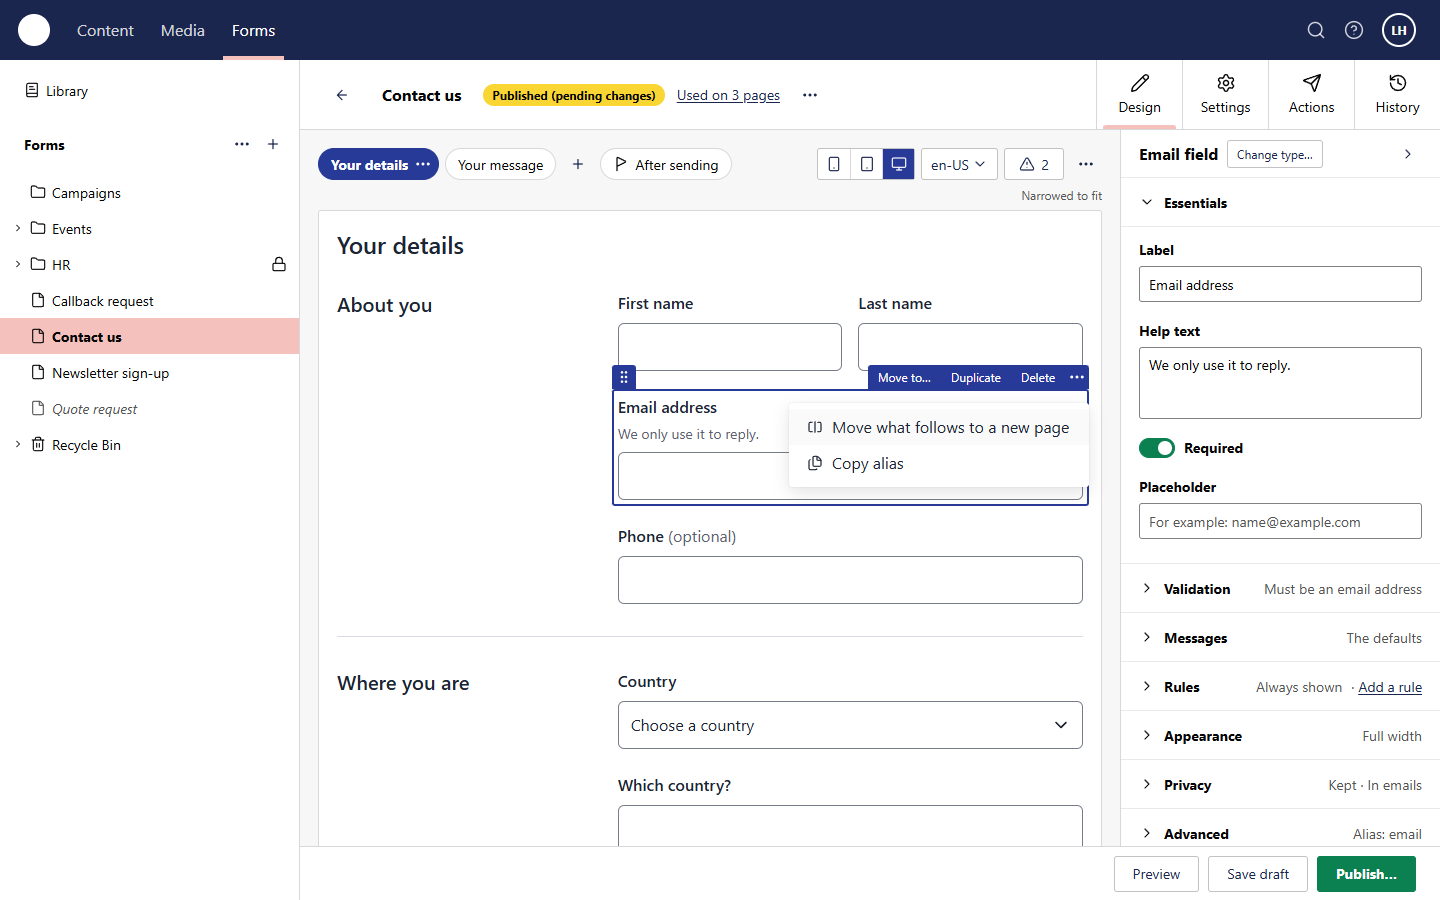 Content
Media
Forms
LH
Library
Contact us
Published (pending changes)
Used on 3 pages
Design
Settings
Actions
History
Forms
Campaigns
Events
HR
Callback request
Contact us
Newsletter sign-up
Quote request
Recycle Bin
Your details
Your message
After sending
en-US
2
Narrowed to fit
Your details
About you
First name
Last name
Move to...
Duplicate
Delete
Email address
We only use it to reply.
Move what follows to a new page
Copy alias
Phone (optional)
Where you are
Country
Choose a country
Which country?
Email field
Change type...
Essentials
Label
Email address
Help text
We only use it to reply.
Required
Placeholder
For example: name@example.com
Validation
Must be an email address
Messages
The defaults
Rules
Always shown · Add a rule
Appearance
Full width
Privacy
Kept · In emails
Advanced
Alias: email
Preview
Save draft
Publish...